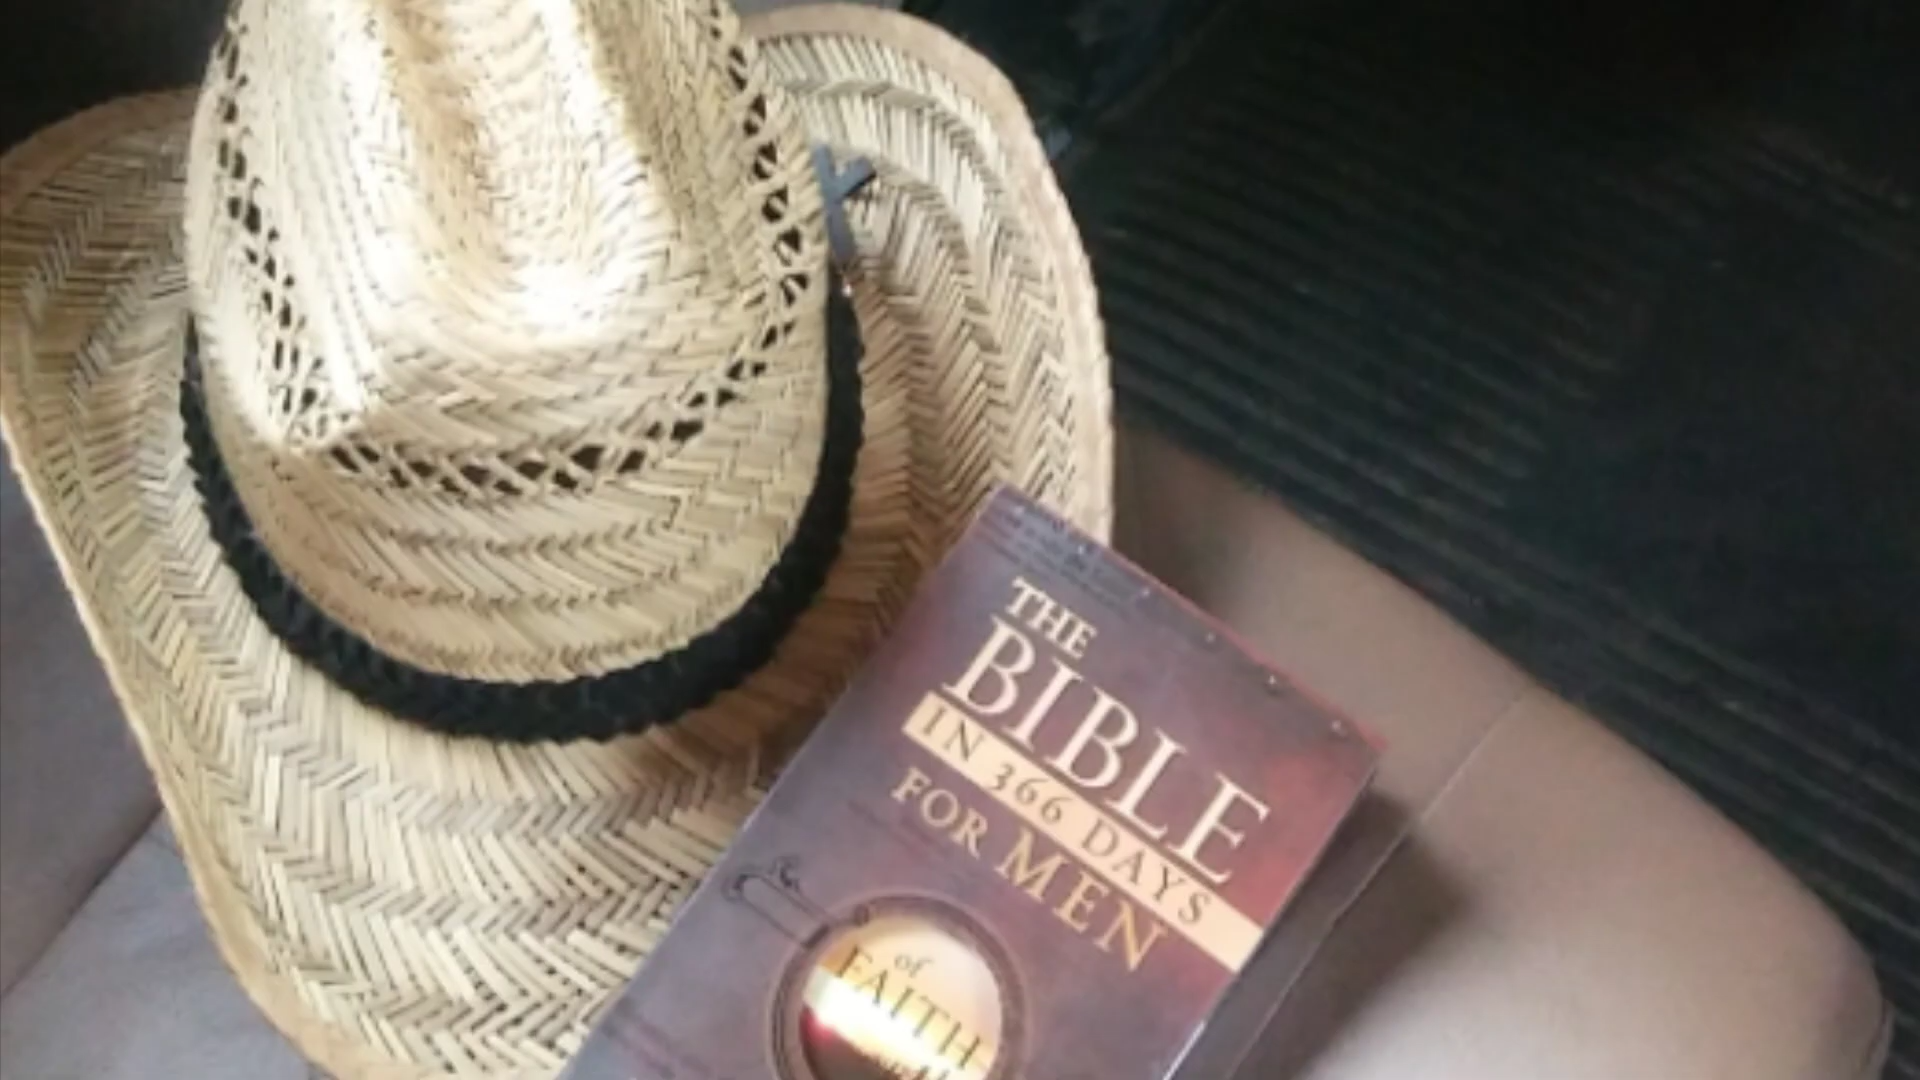 THE
BIBLE
IN 366 DAYS
FOR MEN
of
FAITH